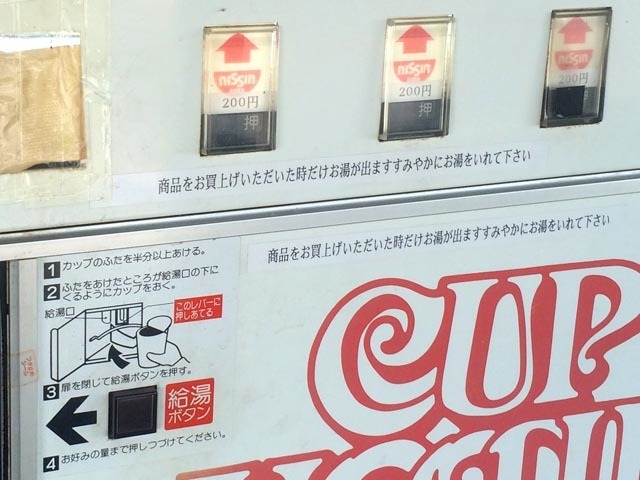 NISSIN
200円
押
NISSIN
200円
押
NISSIN
200円
商品をお買上げいただいた時だけお湯が出ますすみやかにお湯をいれて下さい
商品をお買上げいただいた時だけお湯が出ますすみやかにお湯をいれて下さい
1 カップのふたを半分以上あける。
2 ふたをあけたところが給湯口の下に
くるようにカップをおく。
給湯口
このレバーに
押しあてる
3 扉を閉じて給湯ボタンを押す。
給湯
ボタン
4 お好みの量まで押しつづけてください。
CUP